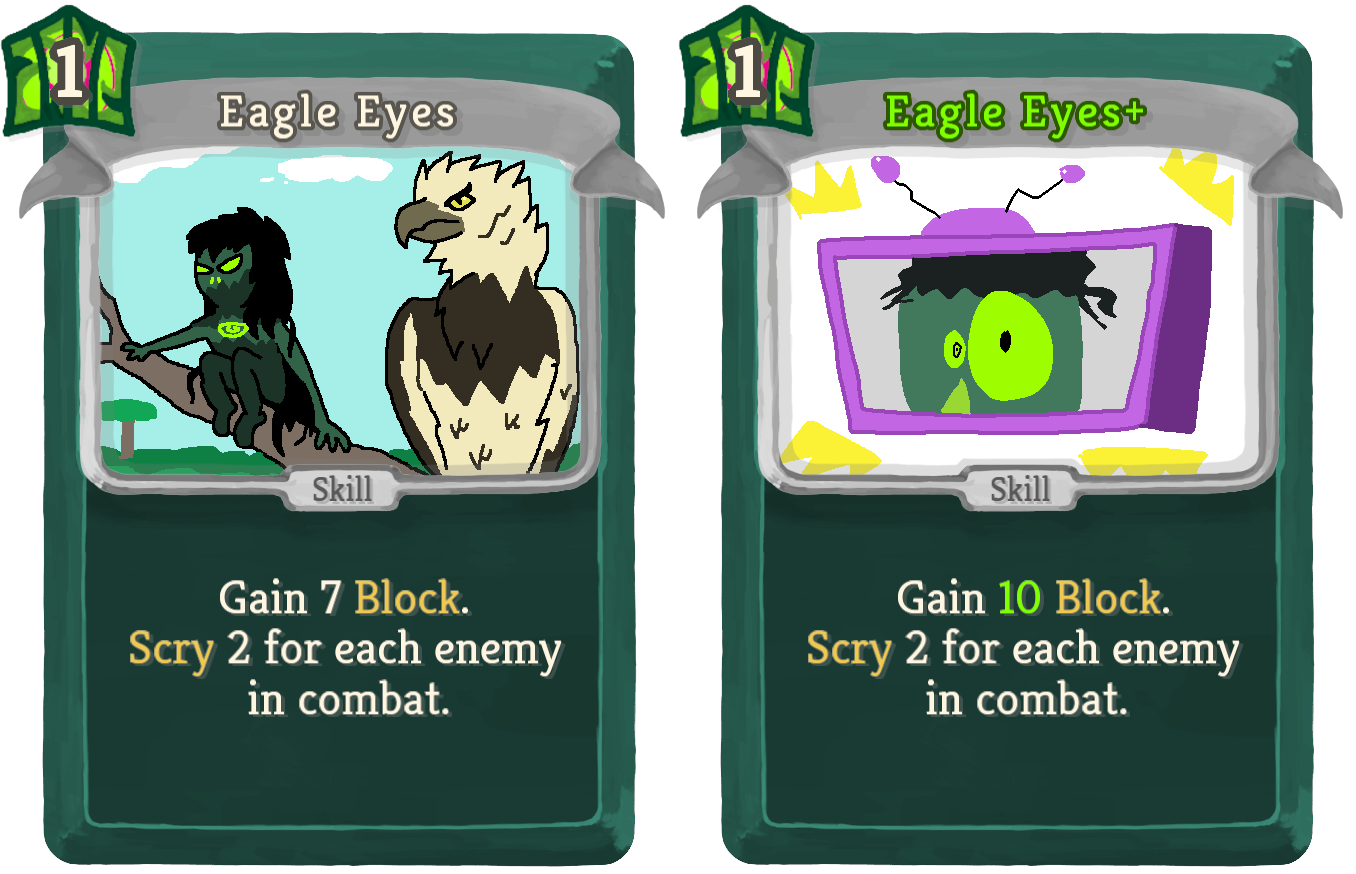 1
Eagle Eyes
Skill
Gain 7 Block.
Scry 2 for each enemy
in combat.
1
Eagle Eyes+
Skill
Gain 10 Block.
Scry 2 for each enemy
in combat.